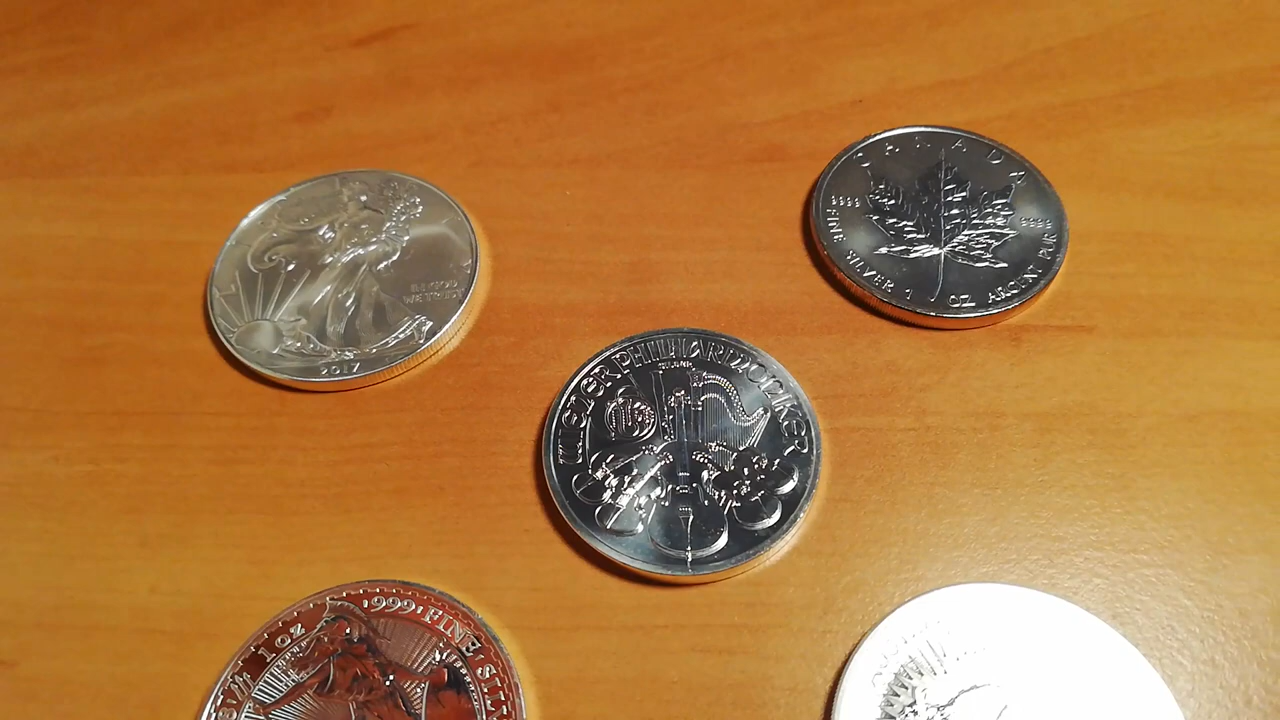 IN GOD
WE TRUST
2017
CANADA
9999
9999
FINE SILVER 1 OZ ARGENT PUR
WIENER PHILHARMONIKER
1 oz 999 FINE